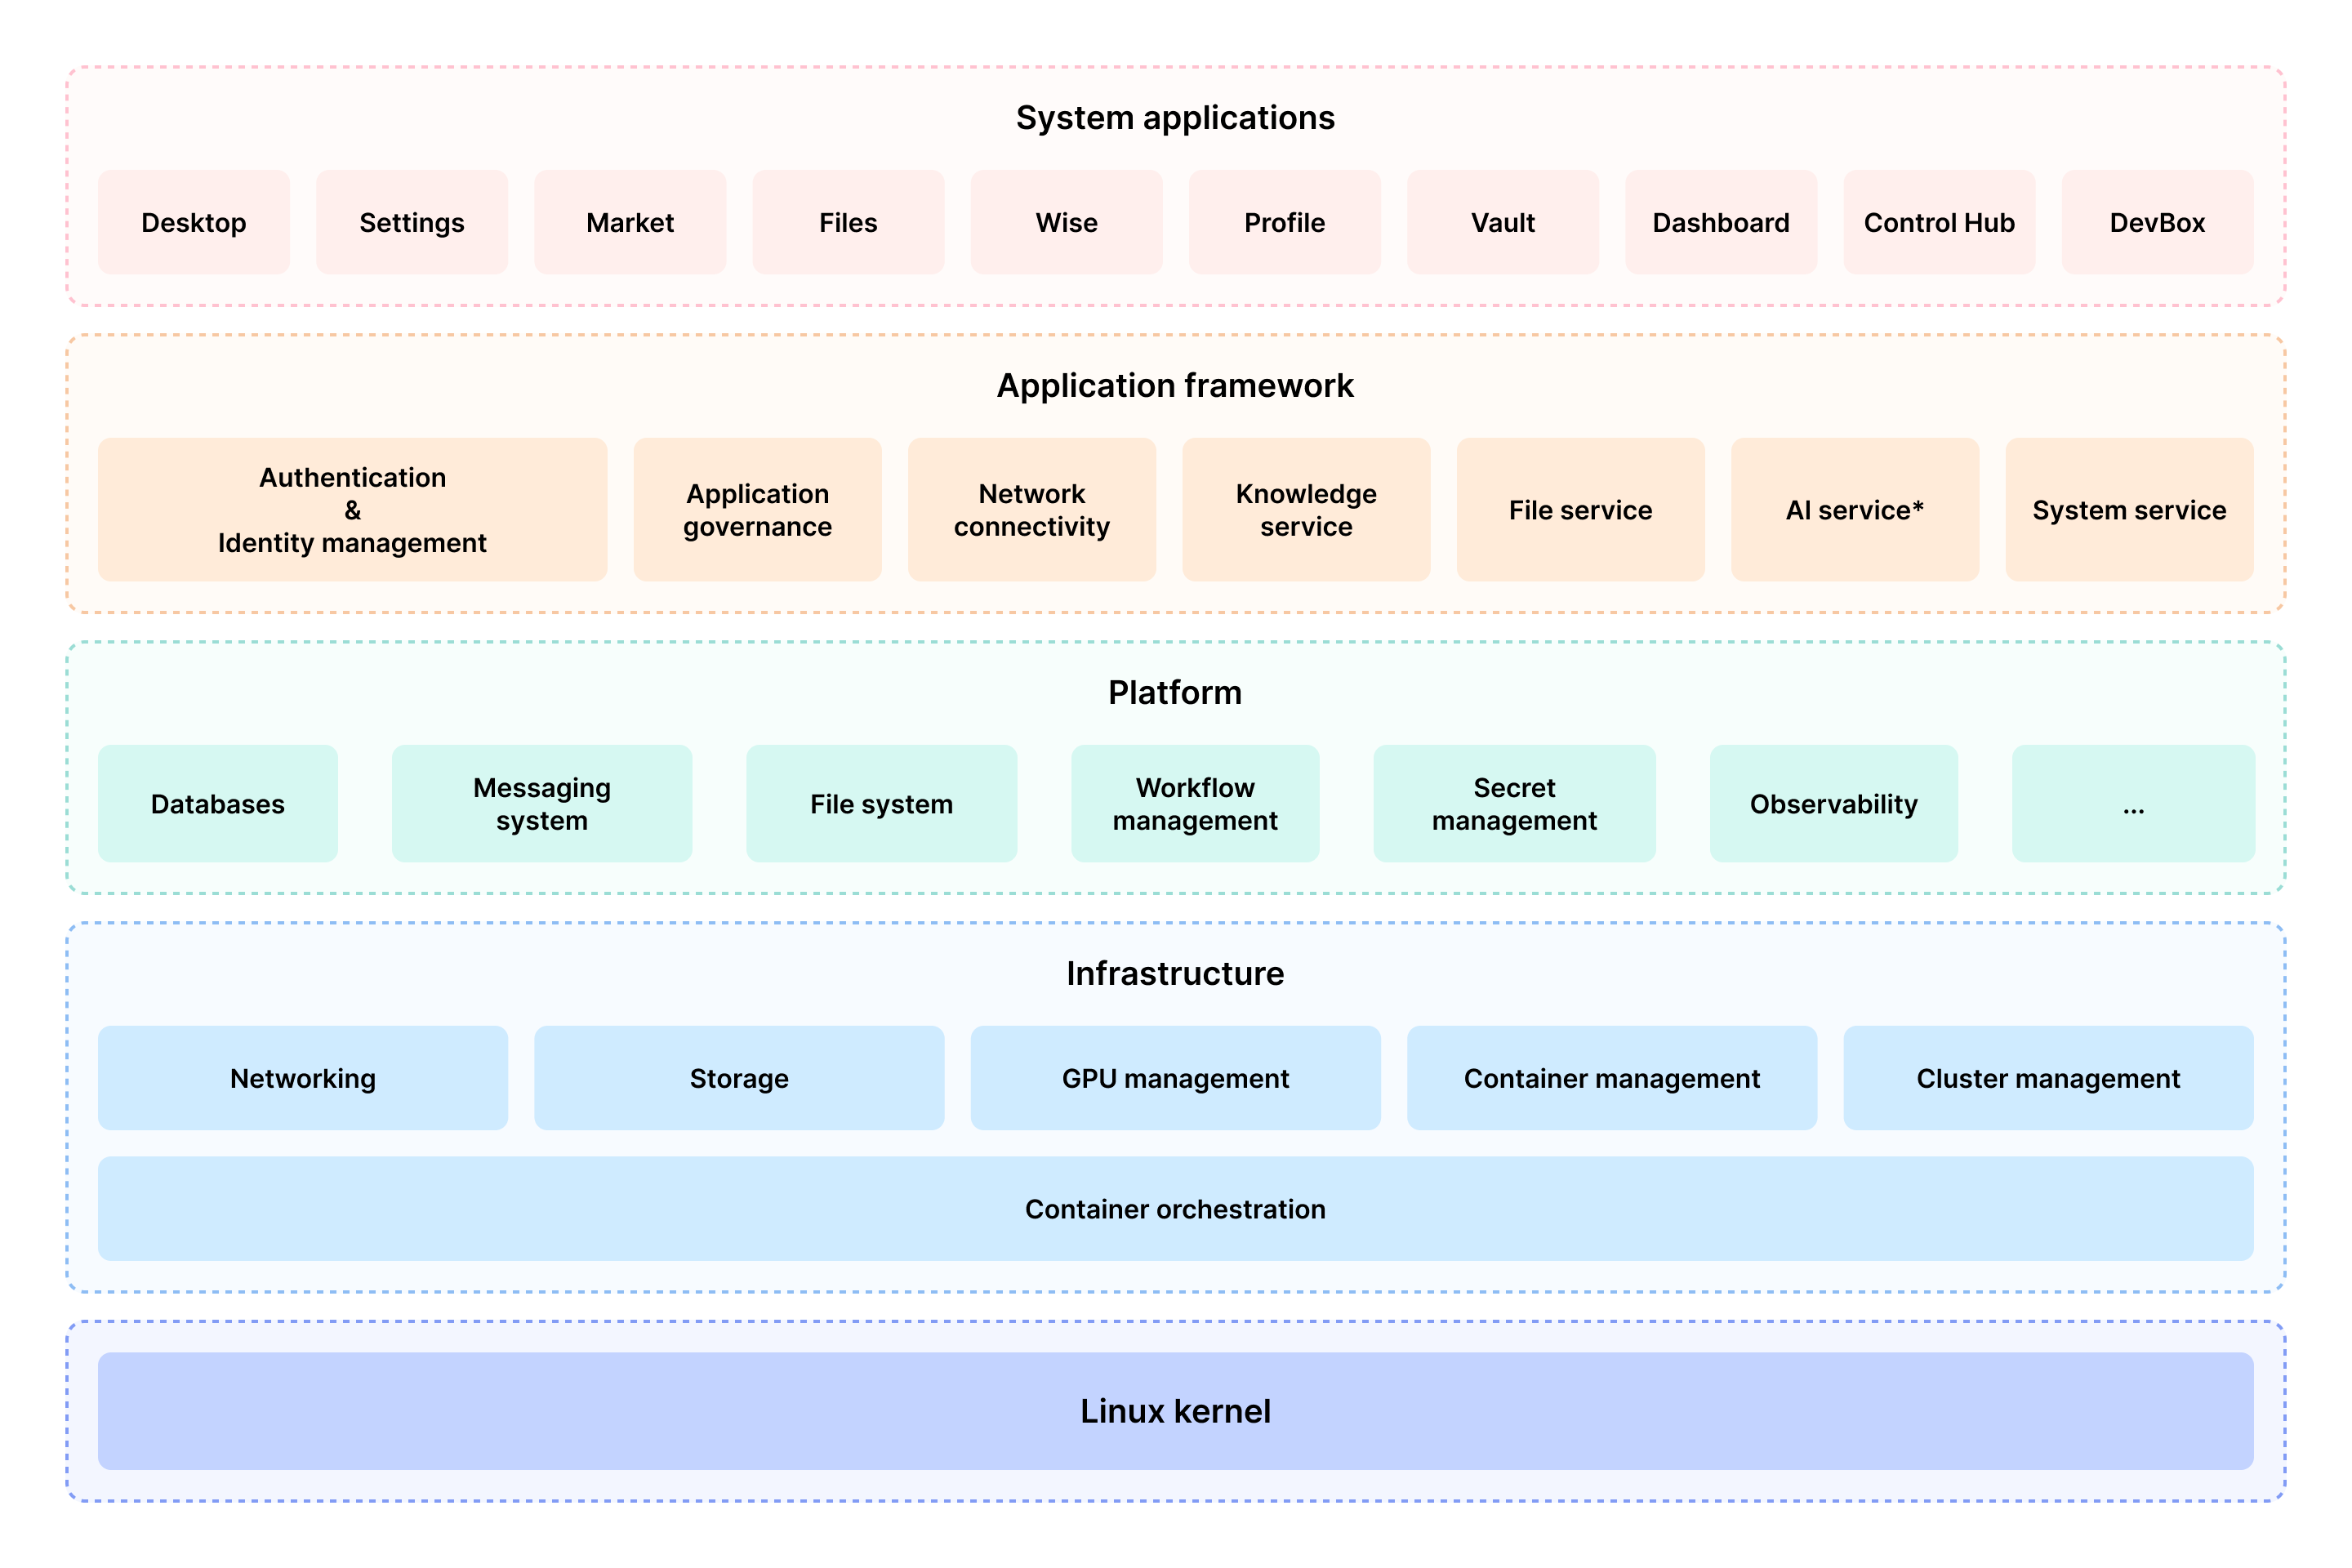 System applications
Desktop
Settings
Market
Files
Wise
Profile
Vault
Dashboard
Control Hub
DevBox
Application framework
Authentication
&
Identity management
Application
governance
Network
connectivity
Knowledge
service
File service
AI service*
System service
Platform
Databases
Messaging
system
File system
Workflow
management
Secret
management
Observability
...
Infrastructure
Networking
Storage
GPU management
Container management
Cluster management
Container orchestration
Linux kernel